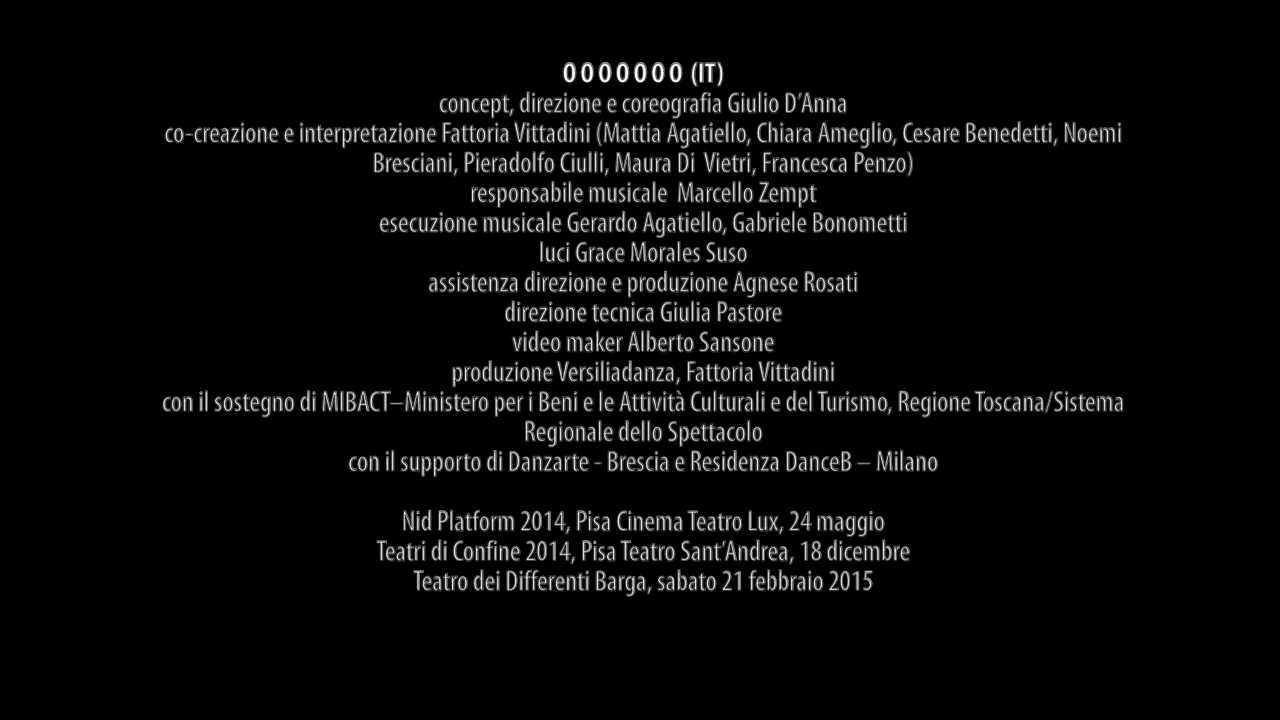 0 0 0 0 0 0 0 (IT)
concept, direzione e coreografia Giulio D’Anna
co-creazione e interpretazione Fattoria Vittadini (Mattia Agatiello, Chiara Ameglio, Cesare Benedetti, Noemi
Bresciani, Pieradolfo Ciulli, Maura Di  Vietri, Francesca Penzo)
responsabile musicale  Marcello Zempt
esecuzione musicale Gerardo Agatiello, Gabriele Bonometti
luci Grace Morales Suso
assistenza direzione e produzione Agnese Rosati
direzione tecnica Giulia Pastore
video maker Alberto Sansone
produzione Versiliadanza, Fattoria Vittadini
con il sostegno di MIBACT–Ministero per i Beni e le Attività Culturali e del Turismo, Regione Toscana/Sistema
Regionale dello Spettacolo
con il supporto di Danzarte - Brescia e Residenza DanceB – Milano
Nid Platform 2014, Pisa Cinema Teatro Lux, 24 maggio
Teatri di Confine 2014, Pisa Teatro Sant’Andrea, 18 dicembre
Teatro dei Differenti Barga, sabato 21 febbraio 2015